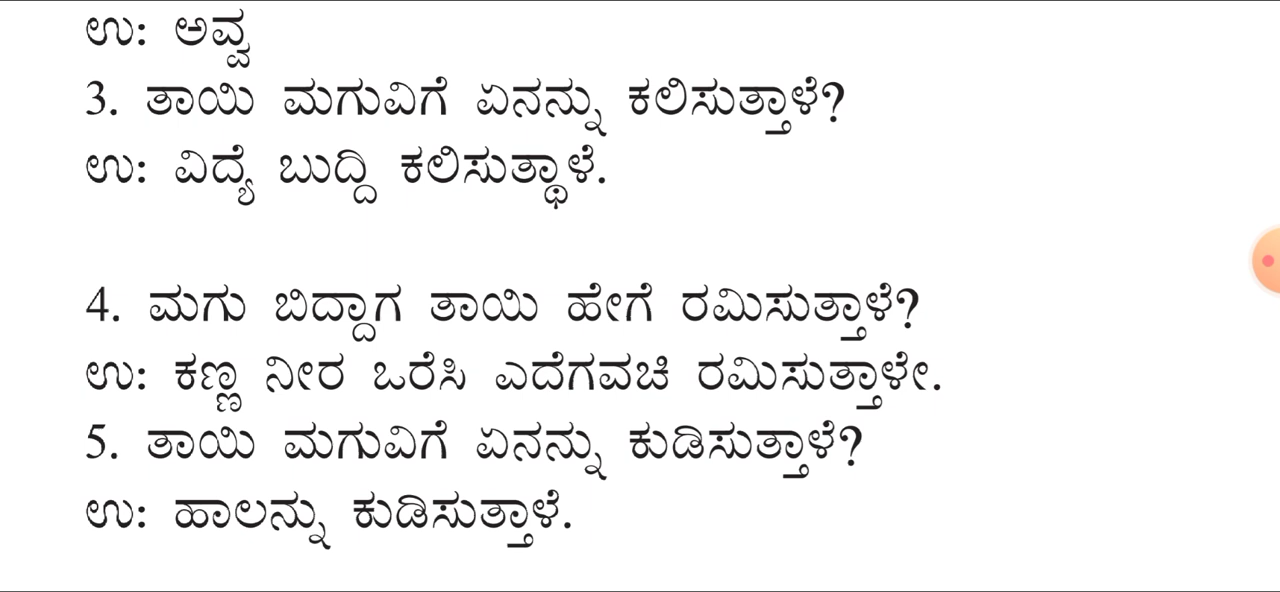 ಉ: ಅವ್ವ
3. ತಾಯಿ ಮಗುವಿಗೆ ಏನನ್ನು ಕಲಿಸುತ್ತಾಳೆ?
ಉ: ವಿದ್ಯೆ ಬುದ್ದಿ ಕಲಿಸುತ್ಥಾಳೆ.
4. ಮಗು ಬಿದ್ದಾಗ ತಾಯಿ ಹೇಗೆ ರಮಿಸುತ್ತಾಳೆ?
ಉ: ಕಣ್ಣ ನೀರ ಒರೆಸಿ ಎದೆಗವಚಿ ರಮಿಸುತ್ತಾಳೇ.
5. ತಾಯಿ ಮಗುವಿಗೆ ಏನನ್ನು ಕುಡಿಸುತ್ತಾಳೆ?
ಉ: ಹಾಲನ್ನು ಕುಡಿಸುತ್ತಾಳೆ.